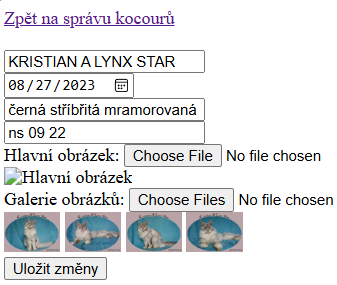 Zpět na správu kocourů
KRISTIAN A LYNX STAR
08/27/2023
černá stříbřitá mramorovaná
ns 09 22
Hlavní obrázek: Choose File No file chosen
Hlavní obrázek
Galerie obrázků: Choose Files No file chosen
Uložit změny